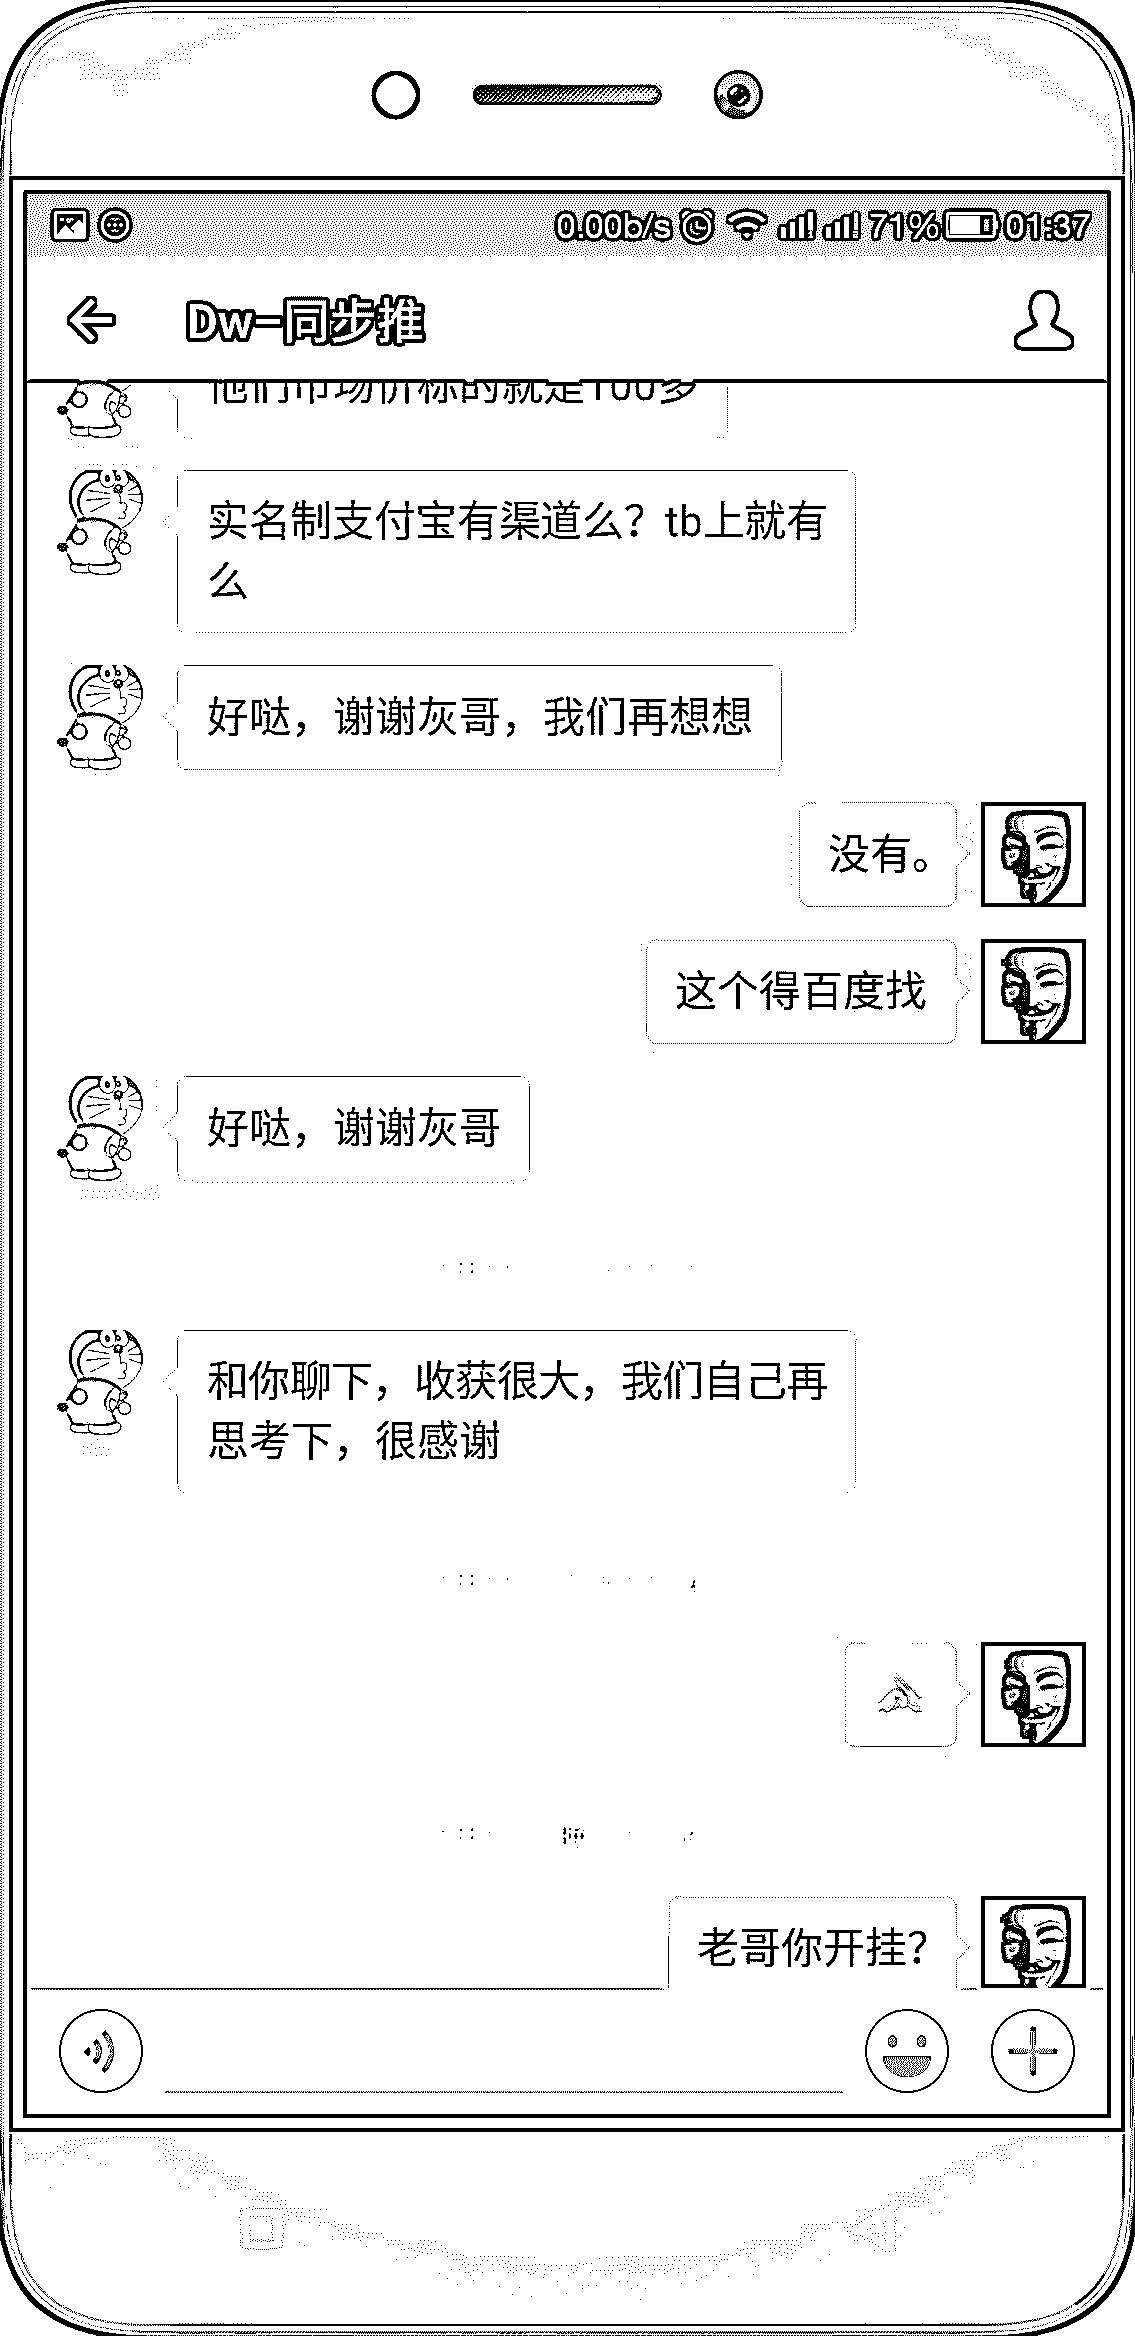 0.00b/s 71% 01:37
Dw-同步推
他们市场价标的就是100多
实名制支付宝有渠道么？tb上就有
么
好哒，谢谢灰哥，我们再想想
没有。
这个得百度找
好哒，谢谢灰哥
和你聊下，收获很大，我们自己再
思考下，很感谢
老哥你开挂？